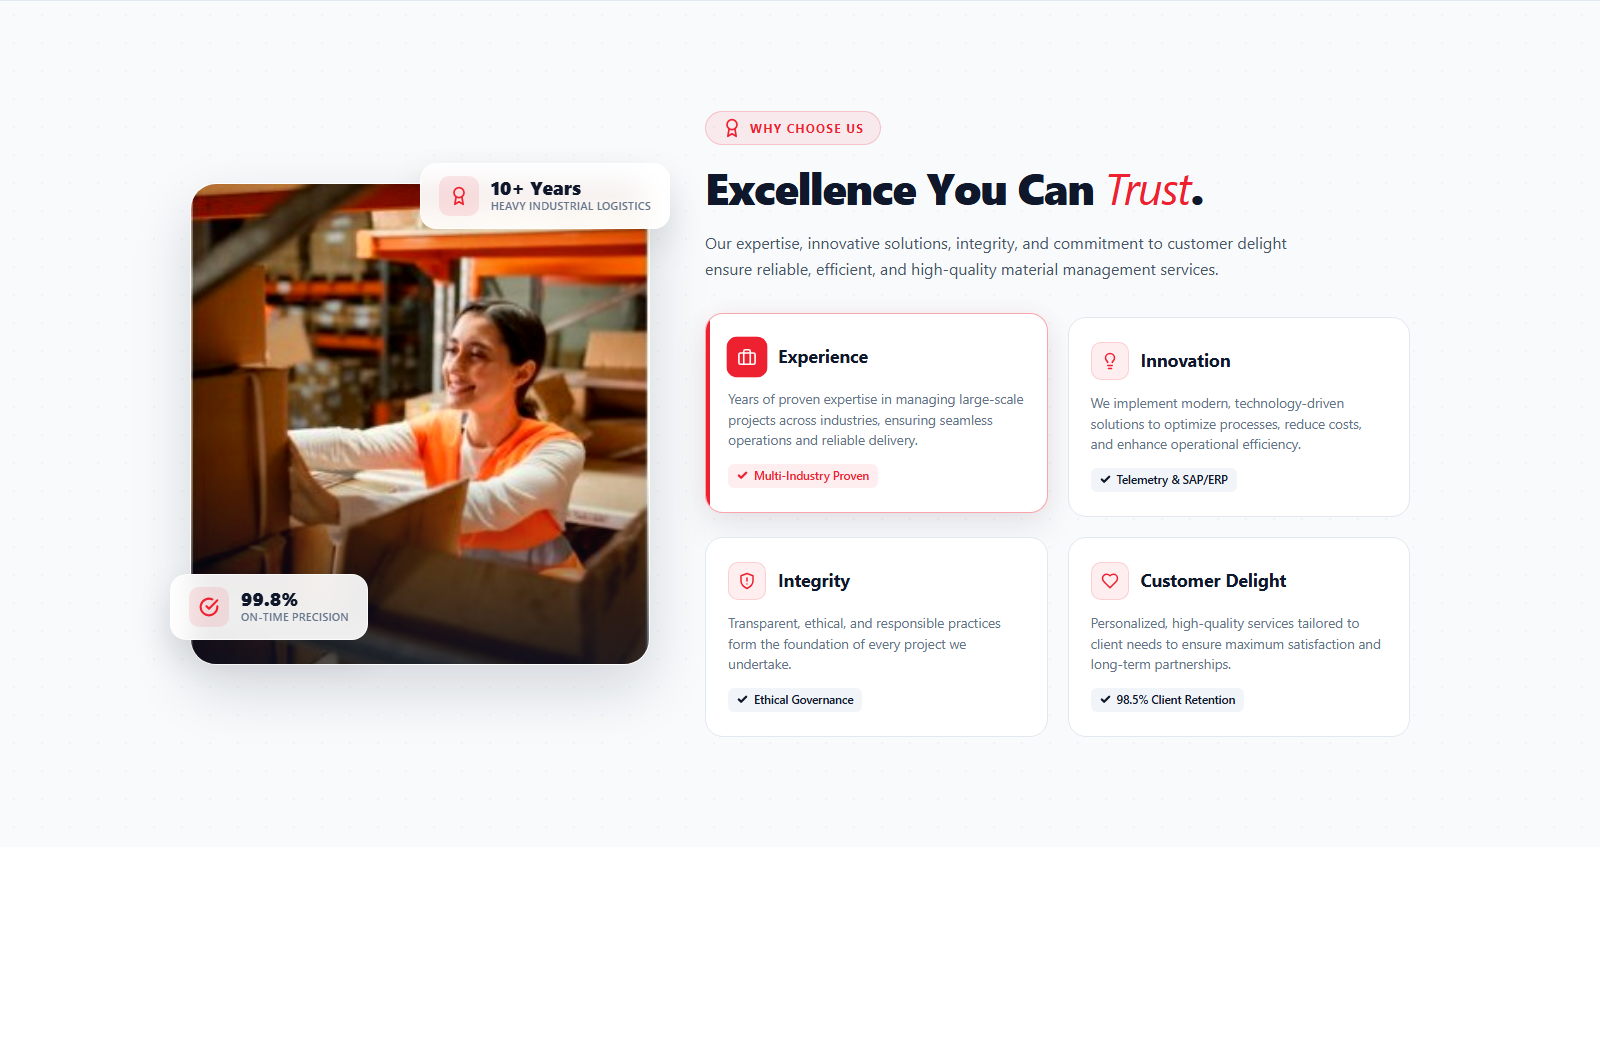 WHY CHOOSE US
Excellence You Can Trust.
Our expertise, innovative solutions, integrity, and commitment to customer delight
ensure reliable, efficient, and high-quality material management services.
10+ Years
HEAVY INDUSTRIAL LOGISTICS
99.8%
ON-TIME PRECISION
Experience
Years of proven expertise in managing large-scale
projects across industries, ensuring seamless
operations and reliable delivery.
Multi-Industry Proven
Innovation
We implement modern, technology-driven
solutions to optimize processes, reduce costs,
and enhance operational efficiency.
Telemetry & SAP/ERP
Integrity
Transparent, ethical, and responsible practices
form the foundation of every project we
undertake.
Ethical Governance
Customer Delight
Personalized, high-quality services tailored to
client needs to ensure maximum satisfaction and
long-term partnerships.
98.5% Client Retention